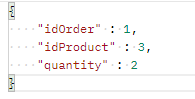 {
    "idOrder" : 1,
    "idProduct" : 3,
    "quantity" : 2
}